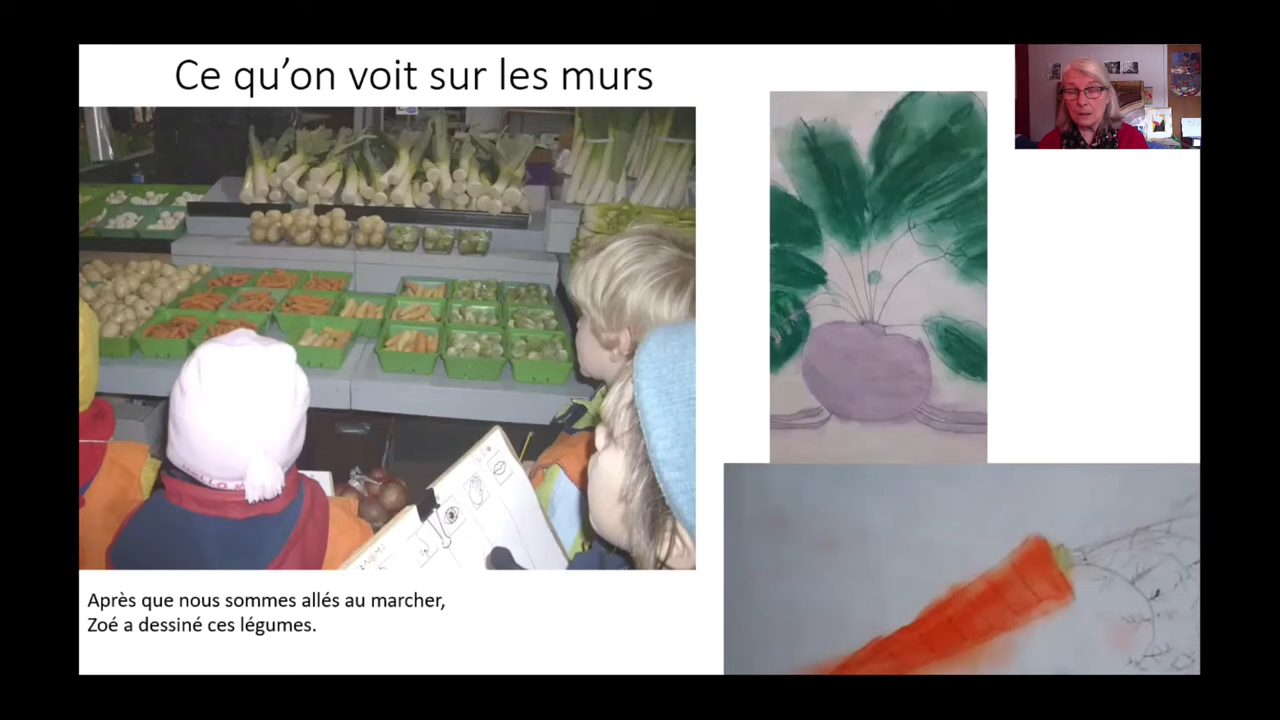 Ce qu'on voit sur les murs
Après que nous sommes allés au marcher,
Zoé a dessiné ces légumes.